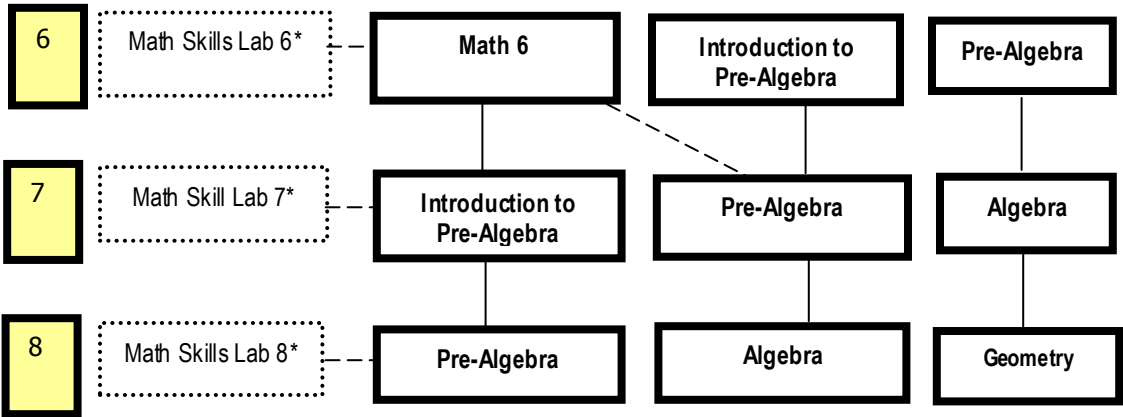 6
Math Skills Lab 6*
Math 6
Introduction to
Pre-Algebra
Pre-Algebra
7
Math Skill Lab 7*
Introduction to
Pre-Algebra
Pre-Algebra
Algebra
8
Math Skills Lab 8*
Pre-Algebra
Algebra
Geometry